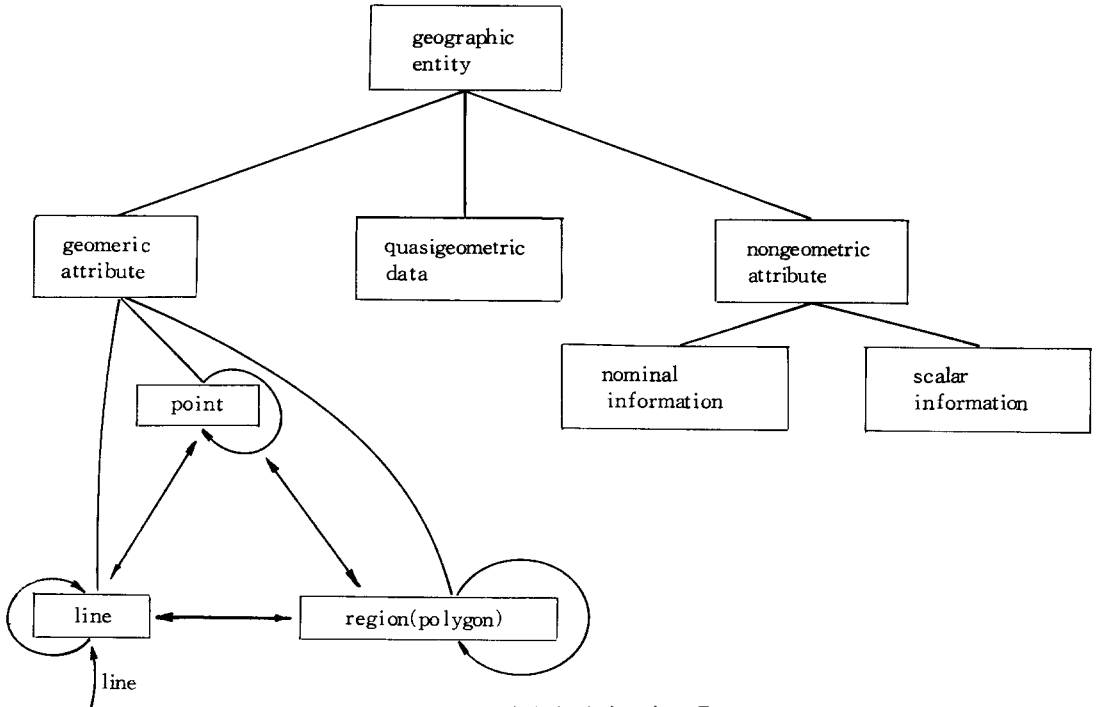 geographic
entity
geomeric
attribute
quasigeometric
data
nongeometric
attribute
nominal
information
scalar
information
point
line
region(polygon)
line